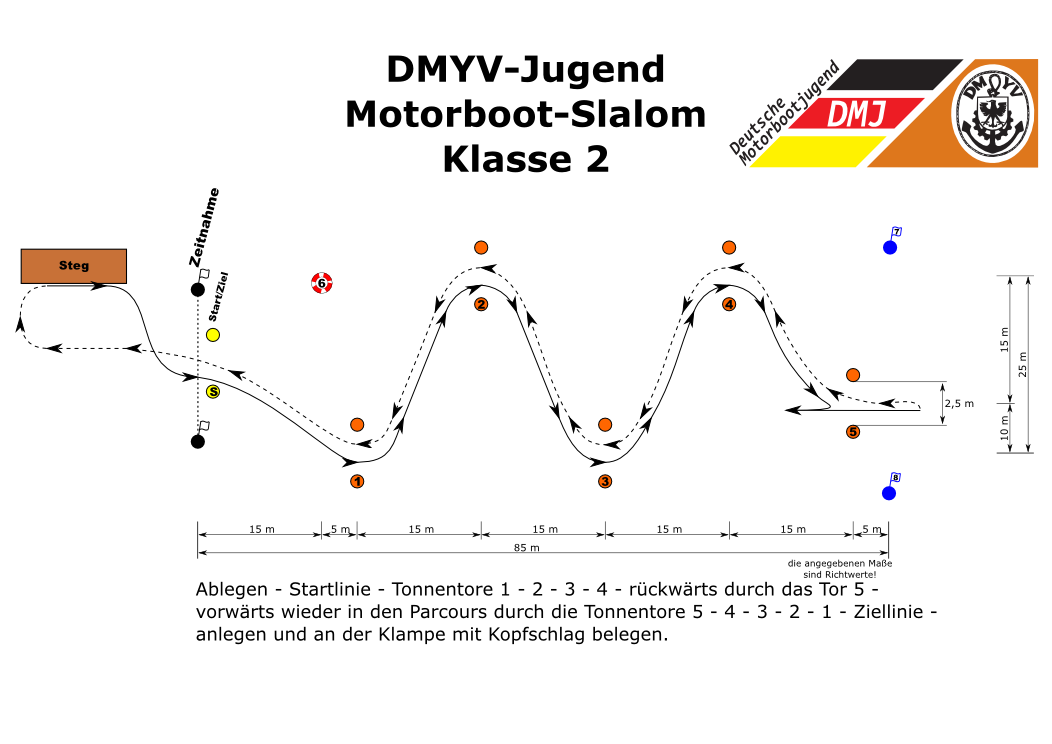 DMYV-Jugend
Motorboot-Slalom
Klasse 2
Deutsche
Motorbootjugend
DMJ
DMYV
Zeitnahme
Start/Ziel
Steg
6
7
2
4
S
5
1
3
8
15 m
25 m
2,5 m
10 m
15 m
5 m
15 m
15 m
15 m
15 m
5 m
85 m
die angegebenen Maße
sind Richtwerte!
Ablegen - Startlinie - Tonnentore 1 - 2 - 3 - 4 - rückwärts durch das Tor 5 -
vorwärts wieder in den Parcours durch die Tonnentore 5 - 4 - 3 - 2 - 1 - Ziellinie -
anlegen und an der Klampe mit Kopfschlag belegen.